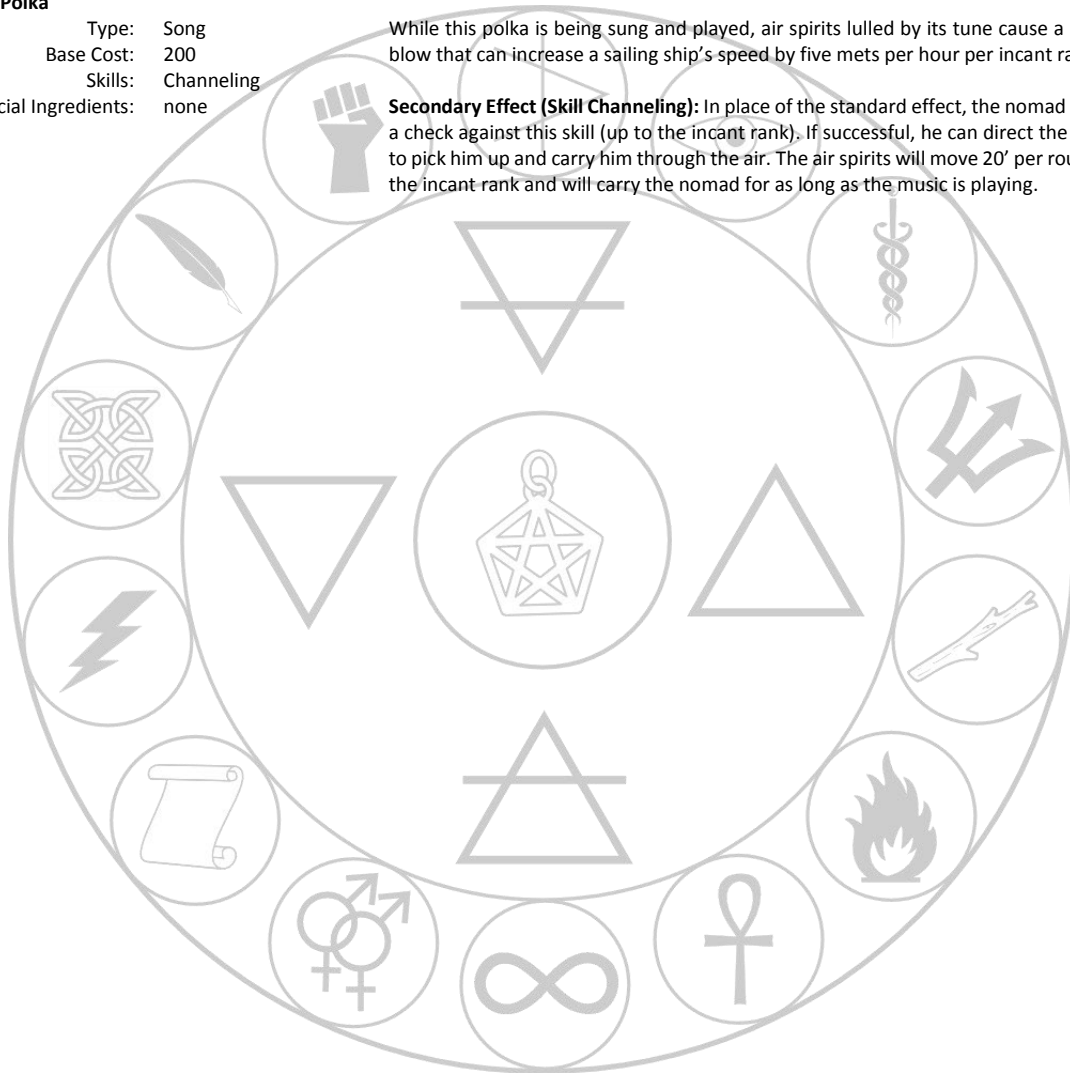 Polka
Type: Song
Base Cost: 200
Skills: Channeling
cial Ingredients: none
While this polka is being sung and played, air spirits lulled by its tune cause a
blow that can increase a sailing ship’s speed by five mets per hour per incant ra
Secondary Effect (Skill Channeling): In place of the standard effect, the nomad
a check against this skill (up to the incant rank). If successful, he can direct the
to pick him up and carry him through the air. The air spirits will move 20’ per rou
the incant rank and will carry the nomad for as long as the music is playing.